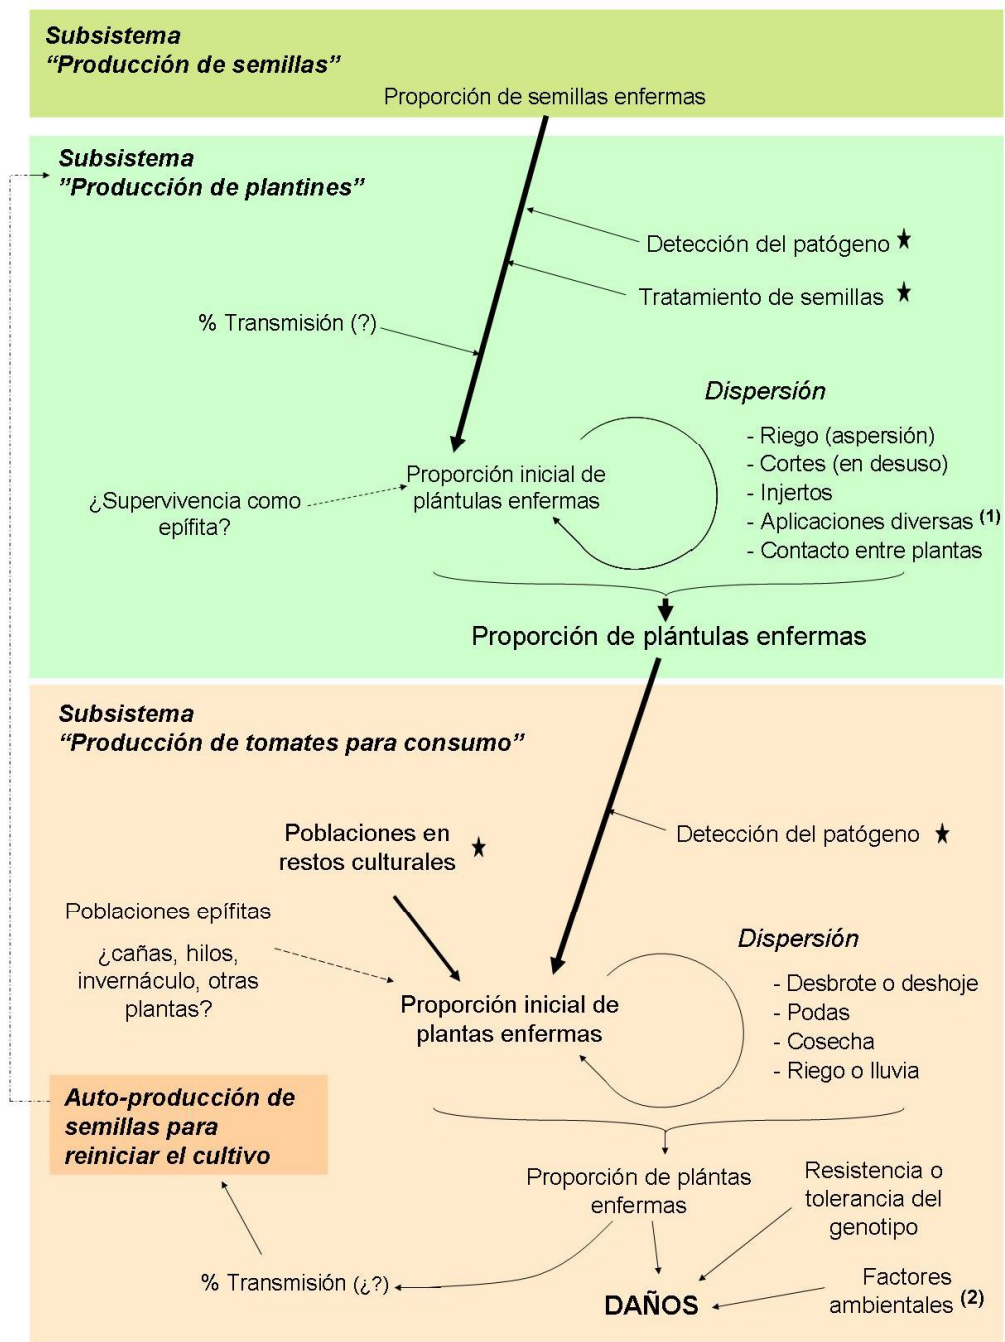 Subsistema
“Producción de semillas”
Proporción de semillas enfermas
Subsistema
”Producción de plantines”
Detección del patógeno
Tratamiento de semillas
% Transmisión (?)
Dispersión
- Riego (aspersión)
- Cortes (en desuso)
- Injertos
- Aplicaciones diversas (1)
- Contacto entre plantas
Proporción inicial de
plántulas enfermas
¿Supervivencia como
epífita?
Proporción de plántulas enfermas
Subsistema
“Producción de tomates para consumo”
Detección del patógeno
Poblaciones en
restos culturales
Poblaciones epífitas
¿cañas, hilos,
invernáculo, otras
plantas?
Dispersión
- Desbrote o deshoje
- Podas
- Cosecha
- Riego o lluvia
Proporción inicial de
plantas enfermas
Auto-producción de
semillas para
reiniciar el cultivo
Proporción de plántas
enfermas
Resistencia o
tolerancia del
genotipo
% Transmisión (¿?)
DAÑOS
Factores
ambientales (2)